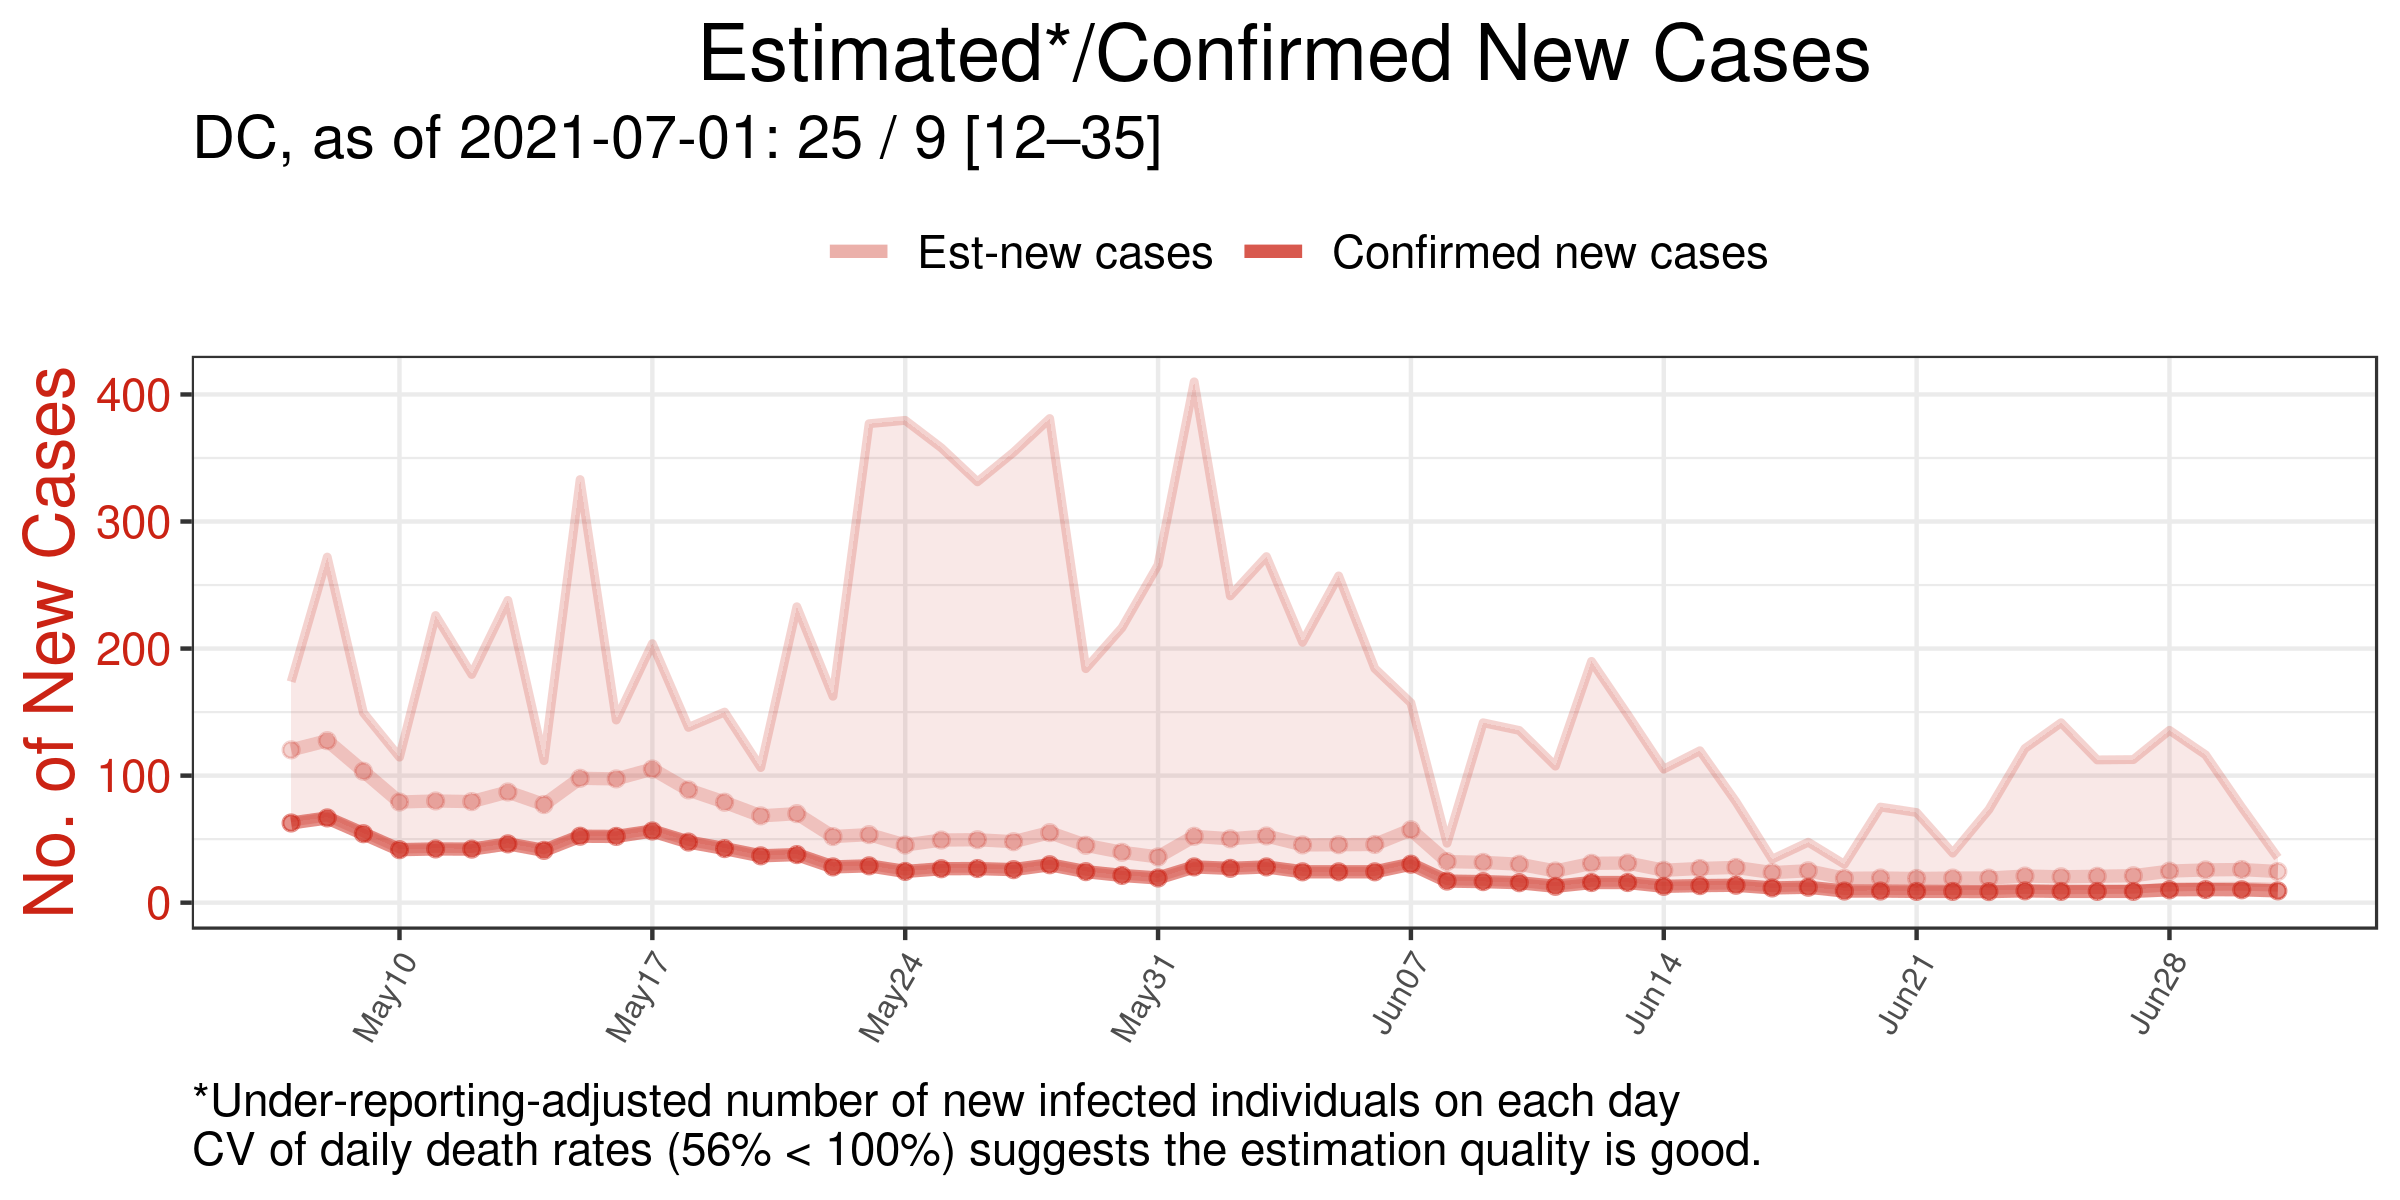 Estimated*/Confirmed New Cases
DC, as of 2021-07-01: 25 / 9 [12–35]
Est-new cases
Confirmed new cases
No. of New Cases
400
300
200
100
0
May10
May17
May24
May31
Jun07
Jun14
Jun21
Jun28
*Under-reporting-adjusted number of new infected individuals on each day
CV of daily death rates (56% < 100%) suggests the estimation quality is good.